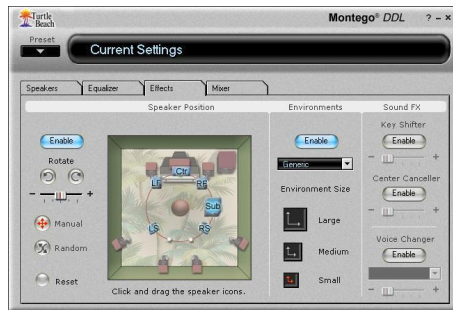 Turtle Beach
Montego® DDL ? – ×
Preset
Current Settings
Speakers Equalizer Effects Mixer
Speaker Position Environments Sound FX
Enable
Rotate
- +
Manual
Random
Reset
Ctr
LF RF
Sub
LS RS
Click and drag the speaker icons.
Enable
Generic
Environment Size
Large
Medium
Small
Key Shifter
Enable
- +
Center Canceller
Enable
- +
Voice Changer
Enable
- +